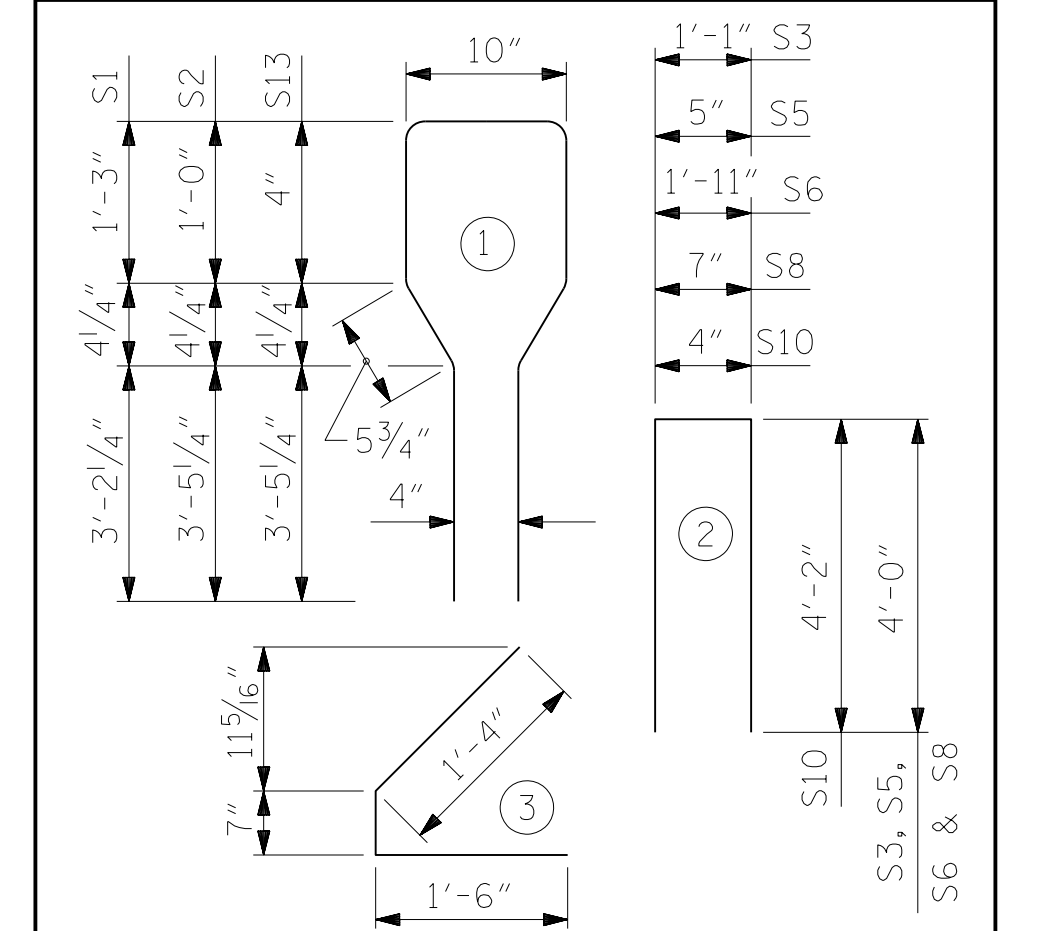 S1
S2
S13
10″
1′-3″
1′-0″
4″
1
4¼″
4¼″
4¼″
5¾″
3′-2¼″
3′-5¼″
3′-5¼″
4″
1′-1″ S3
5″ S5
1′-11″ S6
7″ S8
4″ S10
2
4′-2″
4′-0″
S10
S3, S5,
S6 & S8
11 5/16″
7″
1′-4″
3
1′-6″